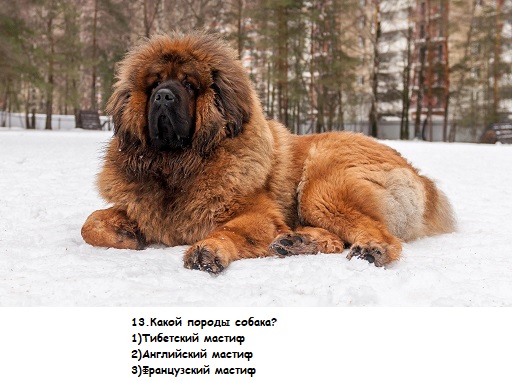 13.Какой породы собака?
1)Тибетский мастиф
2)Английский мастиф
3)Французский мастиф